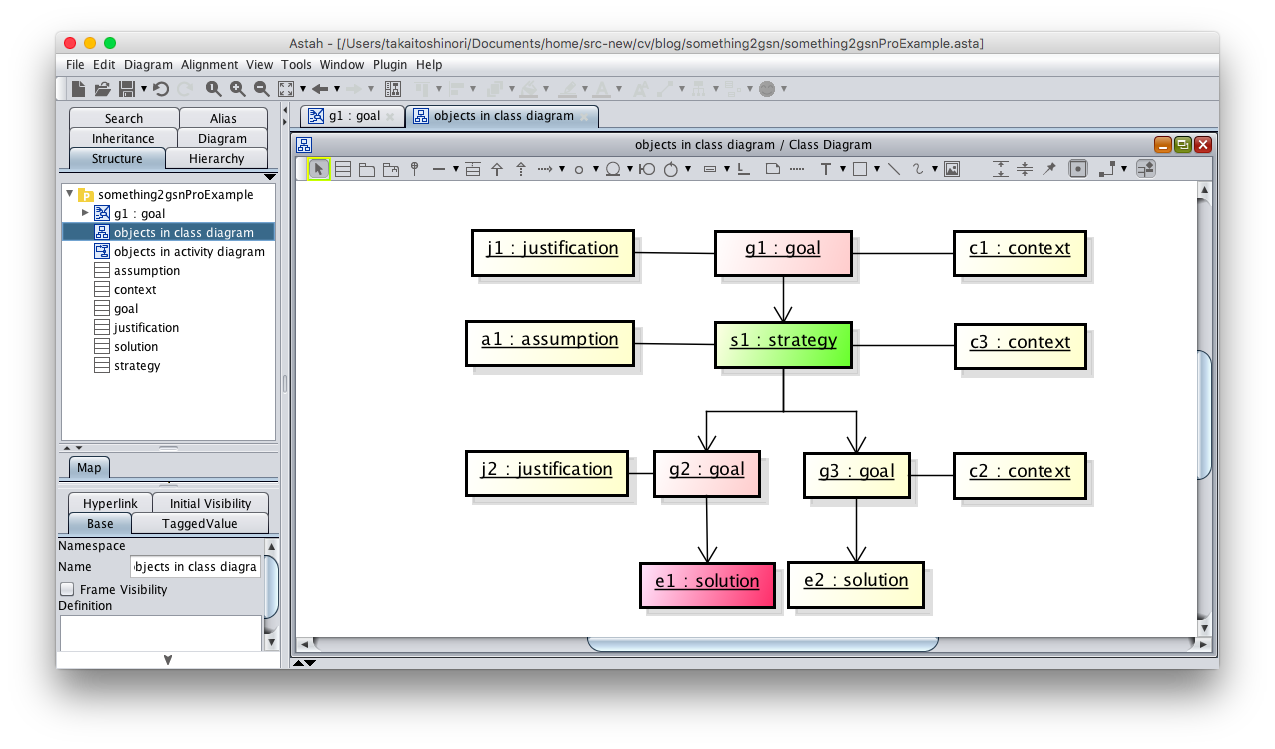 Astah - [/Users/takaitoshinori/Documents/home/src-new/cv/blog/something2gsn/something2gsnProExample.asta]
File Edit Diagram Alignment View Tools Window Plugin Help
Search Alias
Inheritance Diagram
Structure Hierarchy
something2gsnProExample
g1 : goal
objects in class diagram
objects in activity diagram
assumption
context
goal
justification
solution
strategy
Map
Hyperlink Initial Visibility
Base TaggedValue
Namespace
Name bjects in class diagra
Frame Visibility
Definition
g1 : goal objects in class diagram
objects in class diagram / Class Diagram
j1 : justification g1 : goal c1 : context
a1 : assumption s1 : strategy c3 : context
j2 : justification g2 : goal g3 : goal c2 : context
e1 : solution e2 : solution